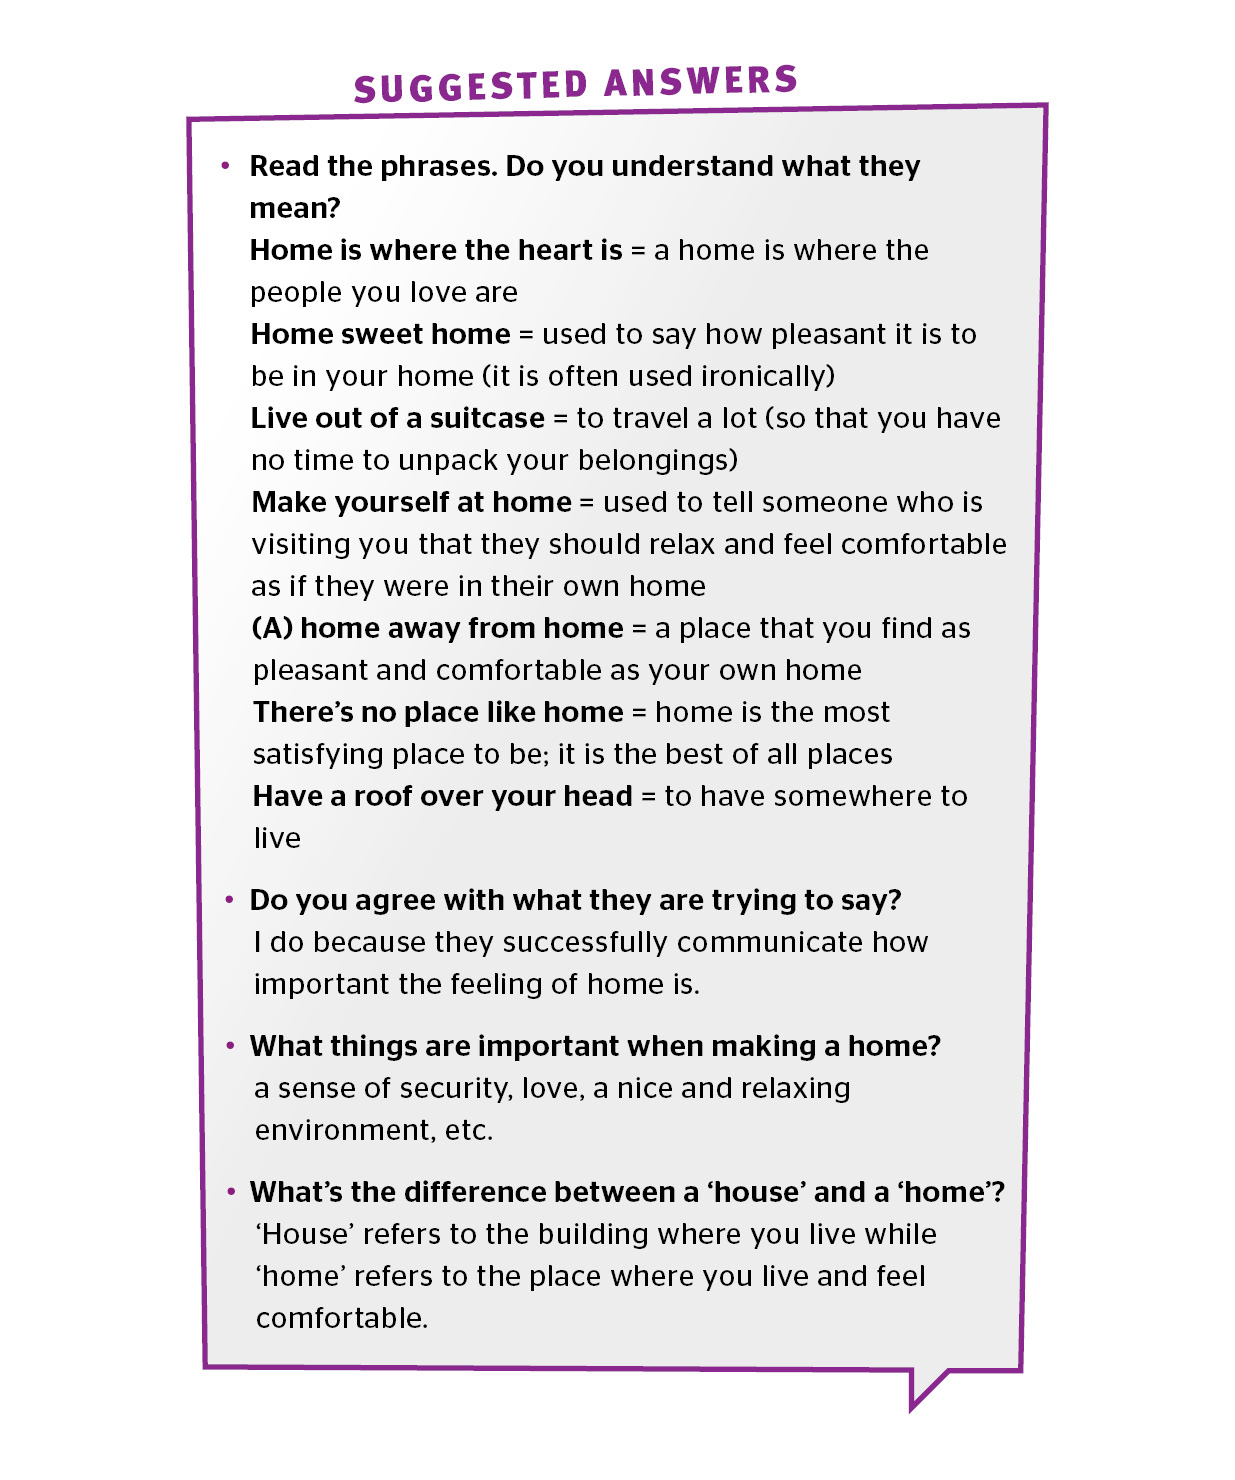 SUGGESTED ANSWERS
• Read the phrases. Do you understand what they
mean?
Home is where the heart is = a home is where the
people you love are
Home sweet home = used to say how pleasant it is to
be in your home (it is often used ironically)
Live out of a suitcase = to travel a lot (so that you have
no time to unpack your belongings)
Make yourself at home = used to tell someone who is
visiting you that they should relax and feel comfortable
as if they were in their own home
(A) home away from home = a place that you find as
pleasant and comfortable as your own home
There’s no place like home = home is the most
satisfying place to be; it is the best of all places
Have a roof over your head = to have somewhere to
live
• Do you agree with what they are trying to say?
I do because they successfully communicate how
important the feeling of home is.
• What things are important when making a home?
a sense of security, love, a nice and relaxing
environment, etc.
• What’s the difference between a ‘house’ and a ‘home’?
‘House’ refers to the building where you live while
‘home’ refers to the place where you live and feel
comfortable.